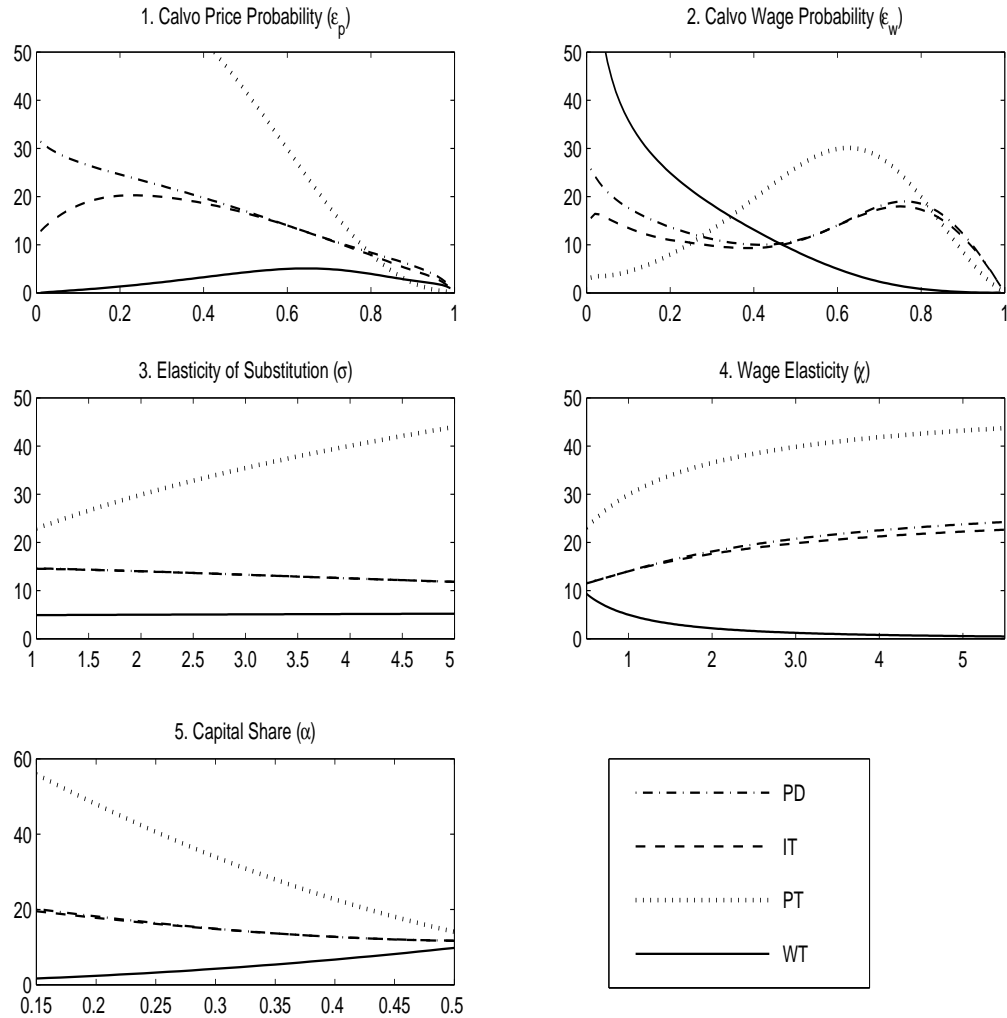 1. Calvo Price Probability (εp)
50
40
30
20
10
0
0 0.2 0.4 0.6 0.8 1
2. Calvo Wage Probability (εw)
50
40
30
20
10
0
0 0.2 0.4 0.6 0.8 1
3. Elasticity of Substitution (σ)
50
40
30
20
10
0
1 1.5 2 2.5 3.0 3.5 4 4.5 5
4. Wage Elasticity (χ)
50
40
30
20
10
0
1 2 3.0 4 5
5. Capital Share (α)
60
40
20
0
0.15 0.2 0.25 0.3 0.35 0.4 0.45 0.5
PD
IT
PT
WT